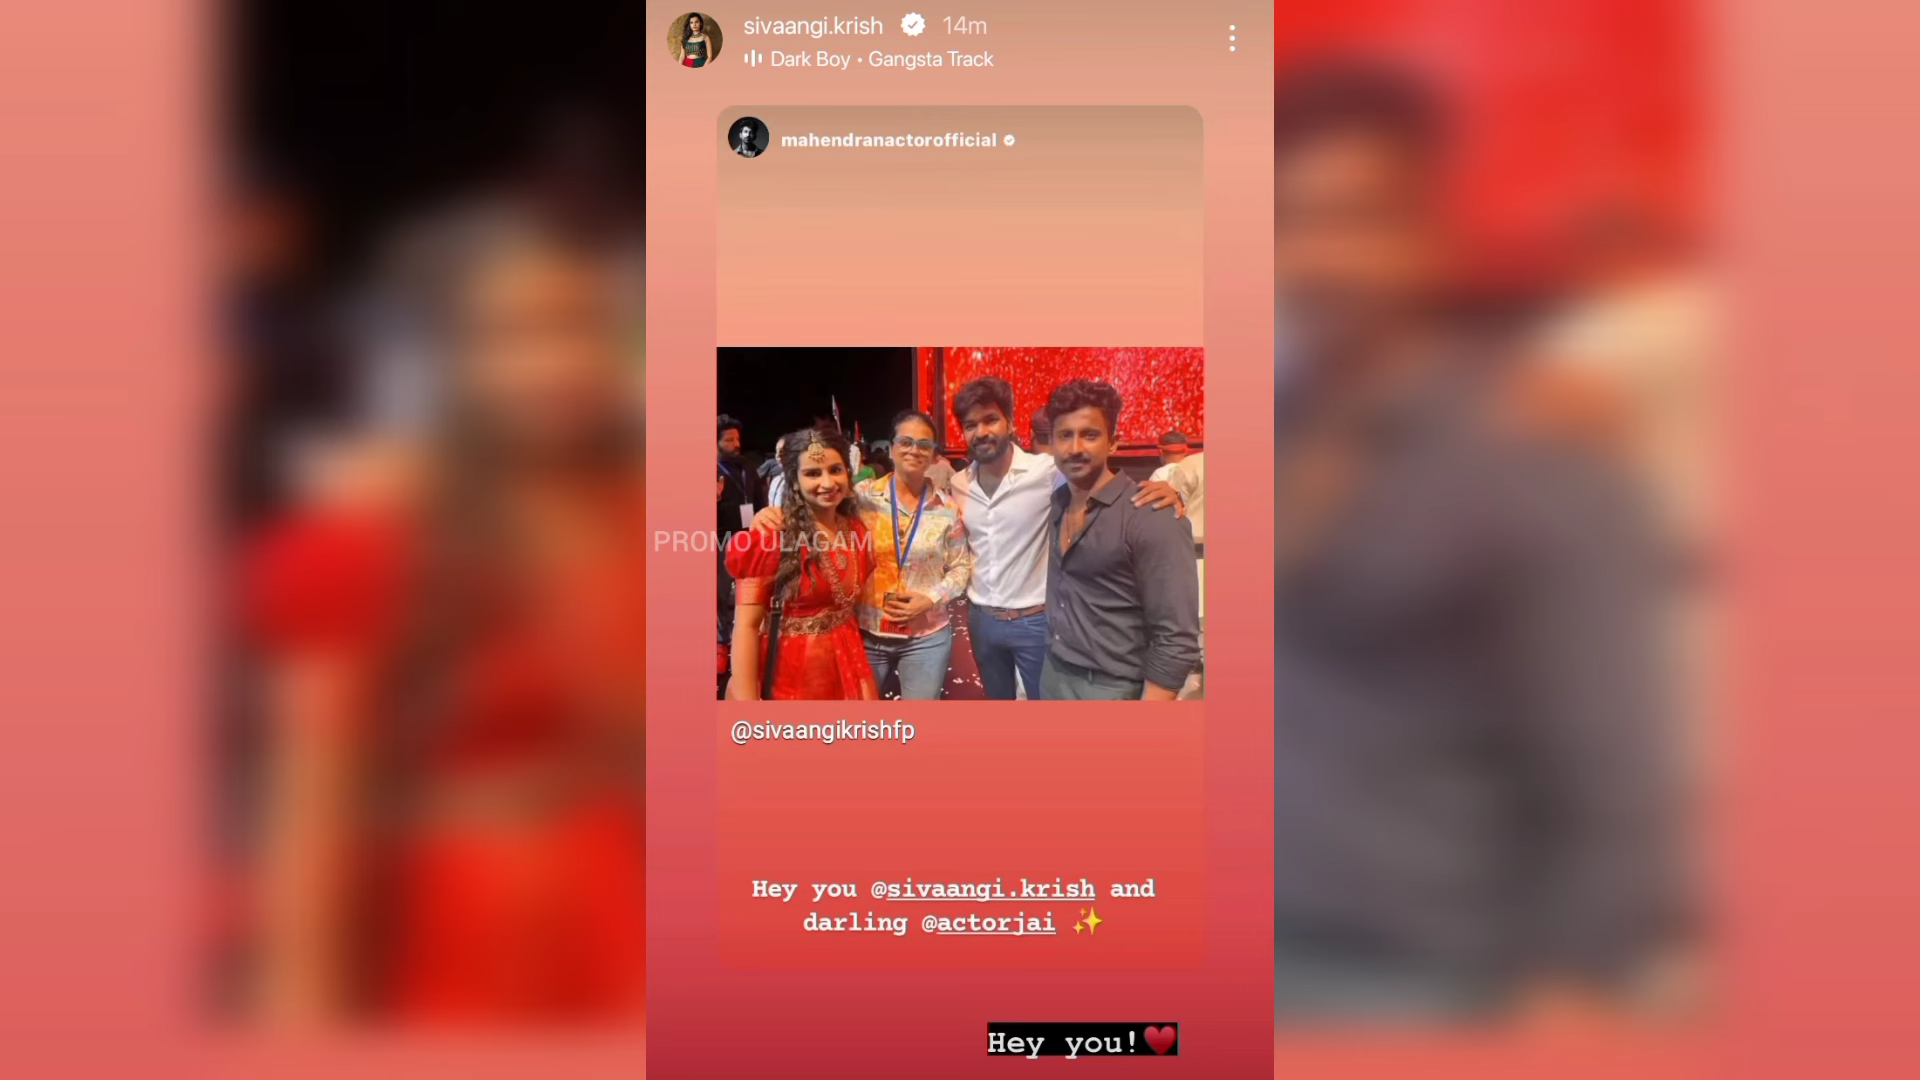 sivaangi.krish 14m
Dark Boy • Gangsta Track
mahendranactorofficial
PROMO ULAGAM
@sivaangikrishfp
Hey you @sivaangi.krish and
darling @actorjai ✨
Hey you!❤️